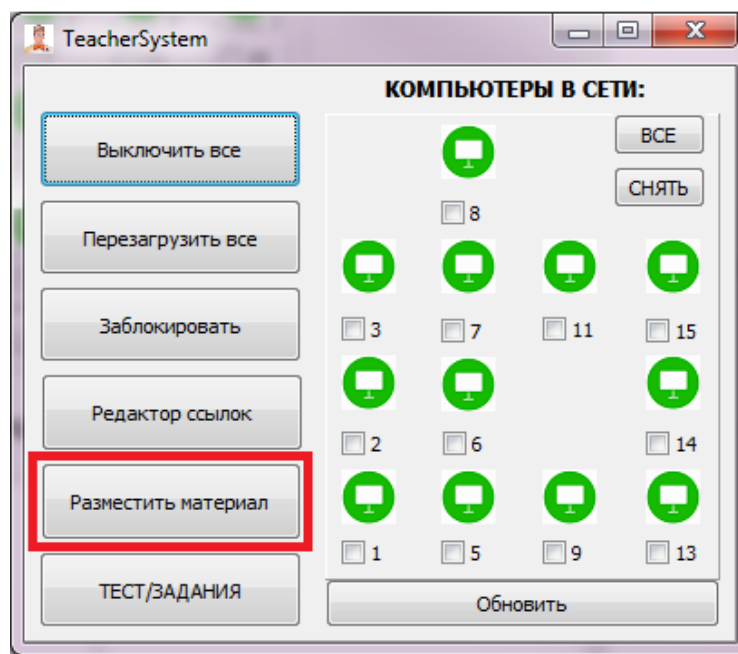 TeacherSystem
КОМПЬЮТЕРЫ В СЕТИ:
Выключить все
Перезагрузить все
Заблокировать
Редактор ссылок
Разместить материал
ТЕСТ/ЗАДАНИЯ
ВСЕ
СНЯТЬ
8
3 7 11 15
2 6 14
1 5 9 13
Обновить